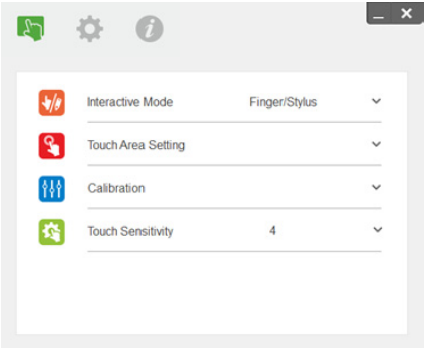 Interactive Mode Finger/Stylus
Touch Area Setting
Calibration
Touch Sensitivity 4